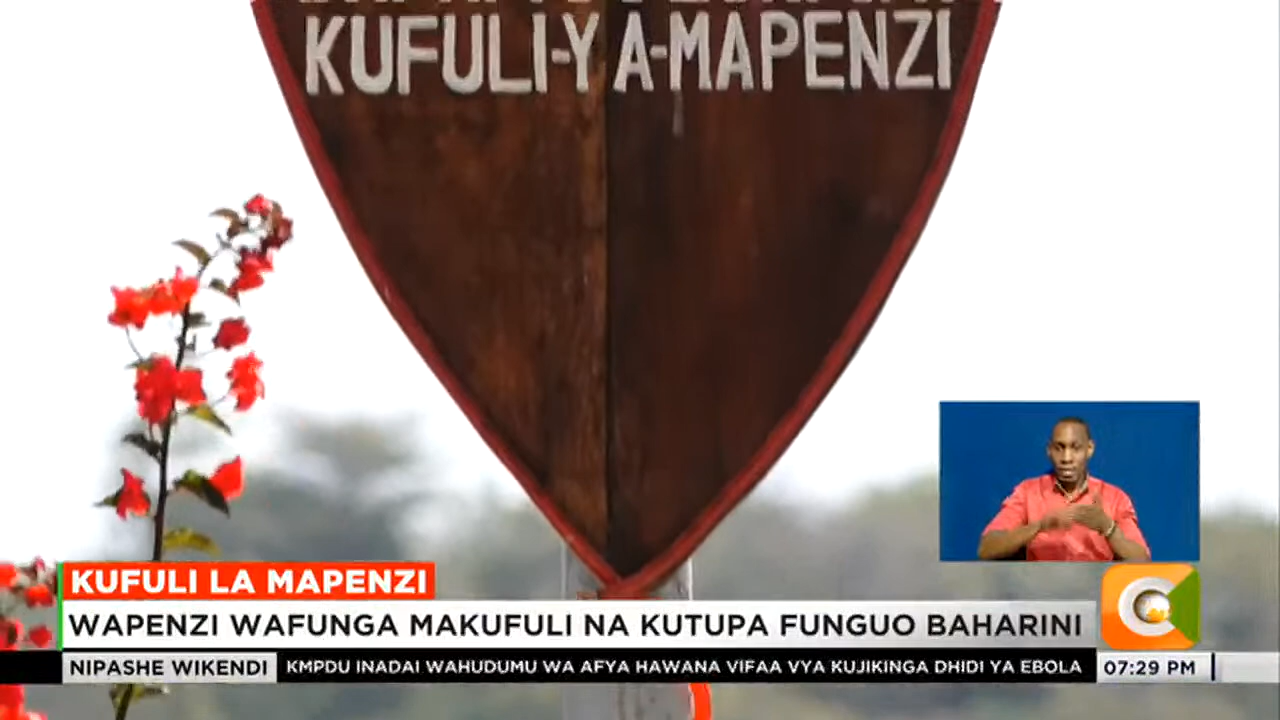 KUFULI-Y A-MAPENZI
KUFULI LA MAPENZI
WAPENZI WAFUNGA MAKUFULI NA KUTUPA FUNGUO BAHARINI
NIPASHE WIKENDI
KMPDU INADAI WAHUDUMU WA AFYA HAWANA VIFAA VYA KUJIKINGA DHIDI YA EBOLA
07:29 PM